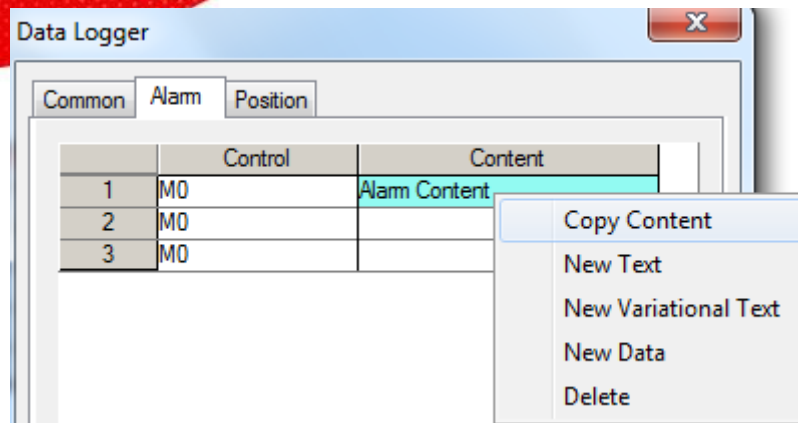 Data Logger
Common Alarm Position
Control Content
1 M0 Alarm Content
2 M0
3 M0
Copy Content
New Text
New Variational Text
New Data
Delete